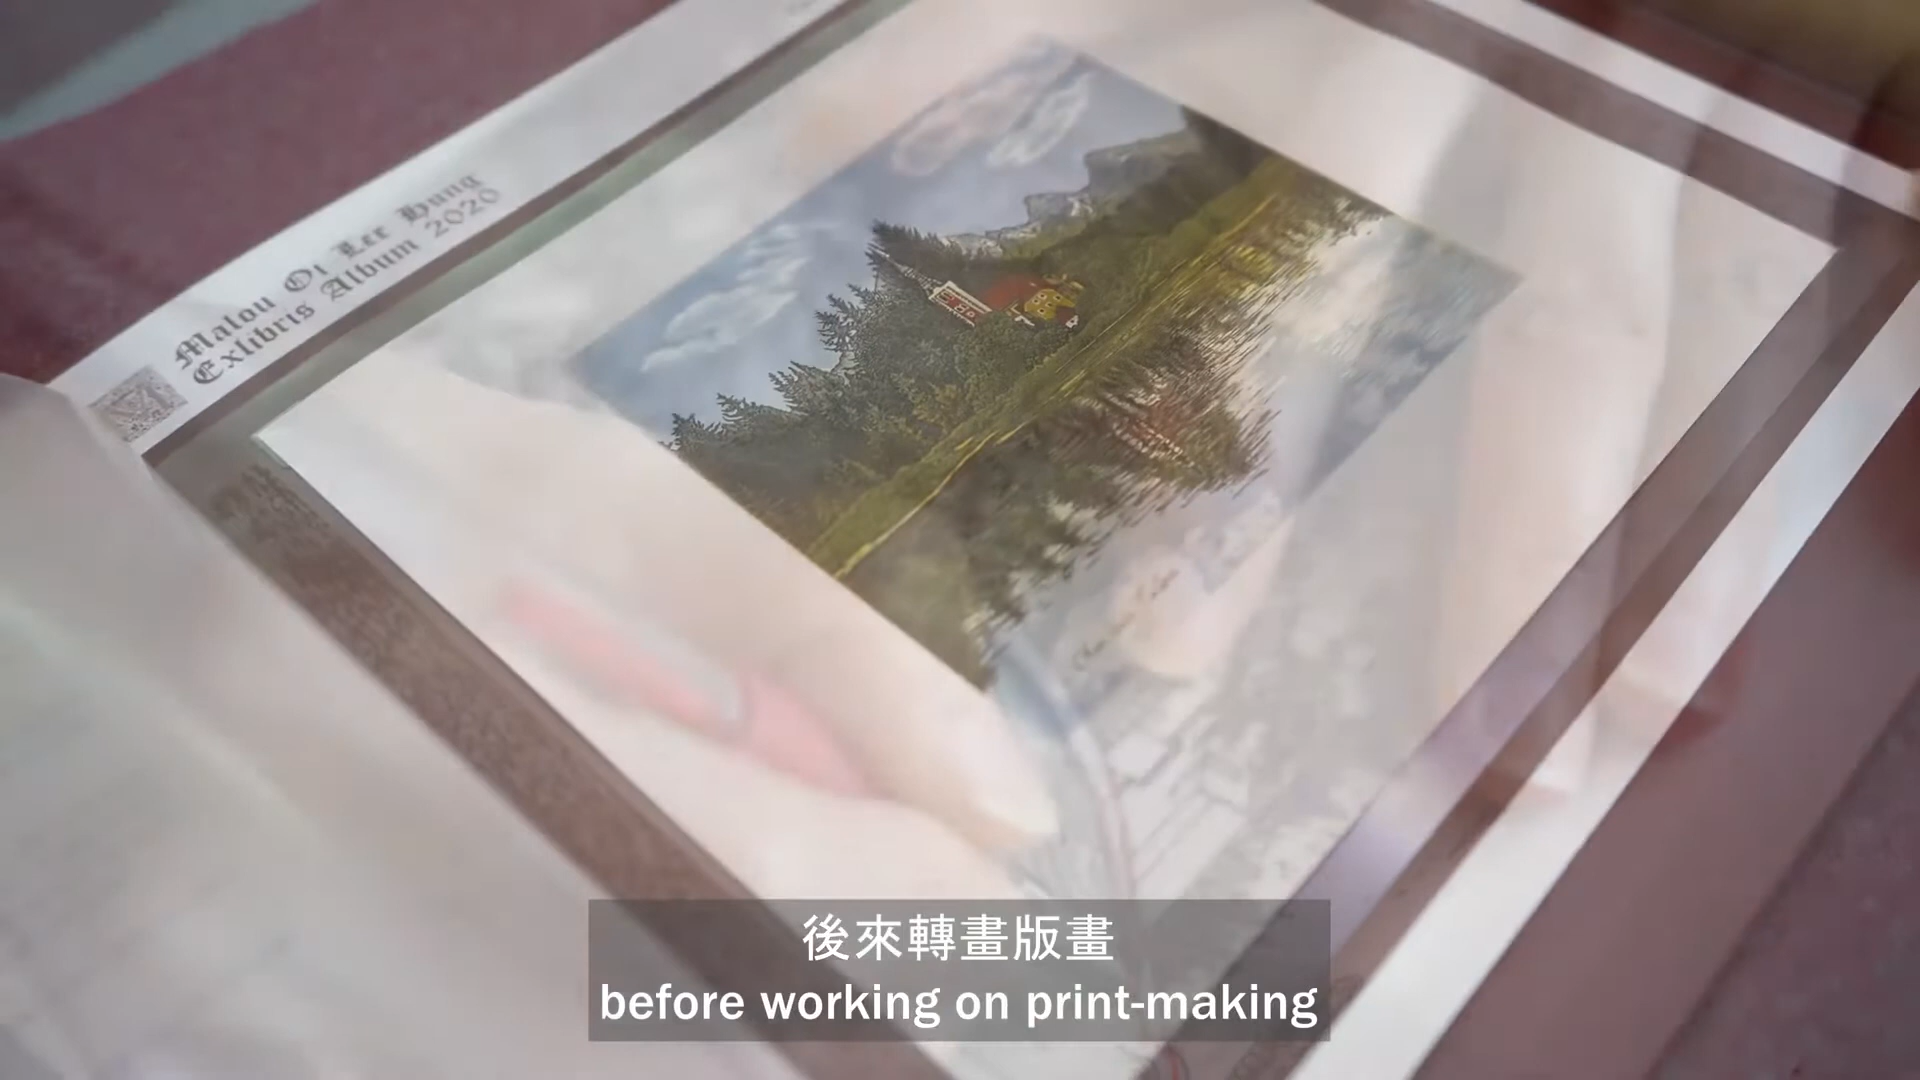 Malou Oi Lee Hung
Exlibris Album 2020
後來轉畫版畫
before working on print-making